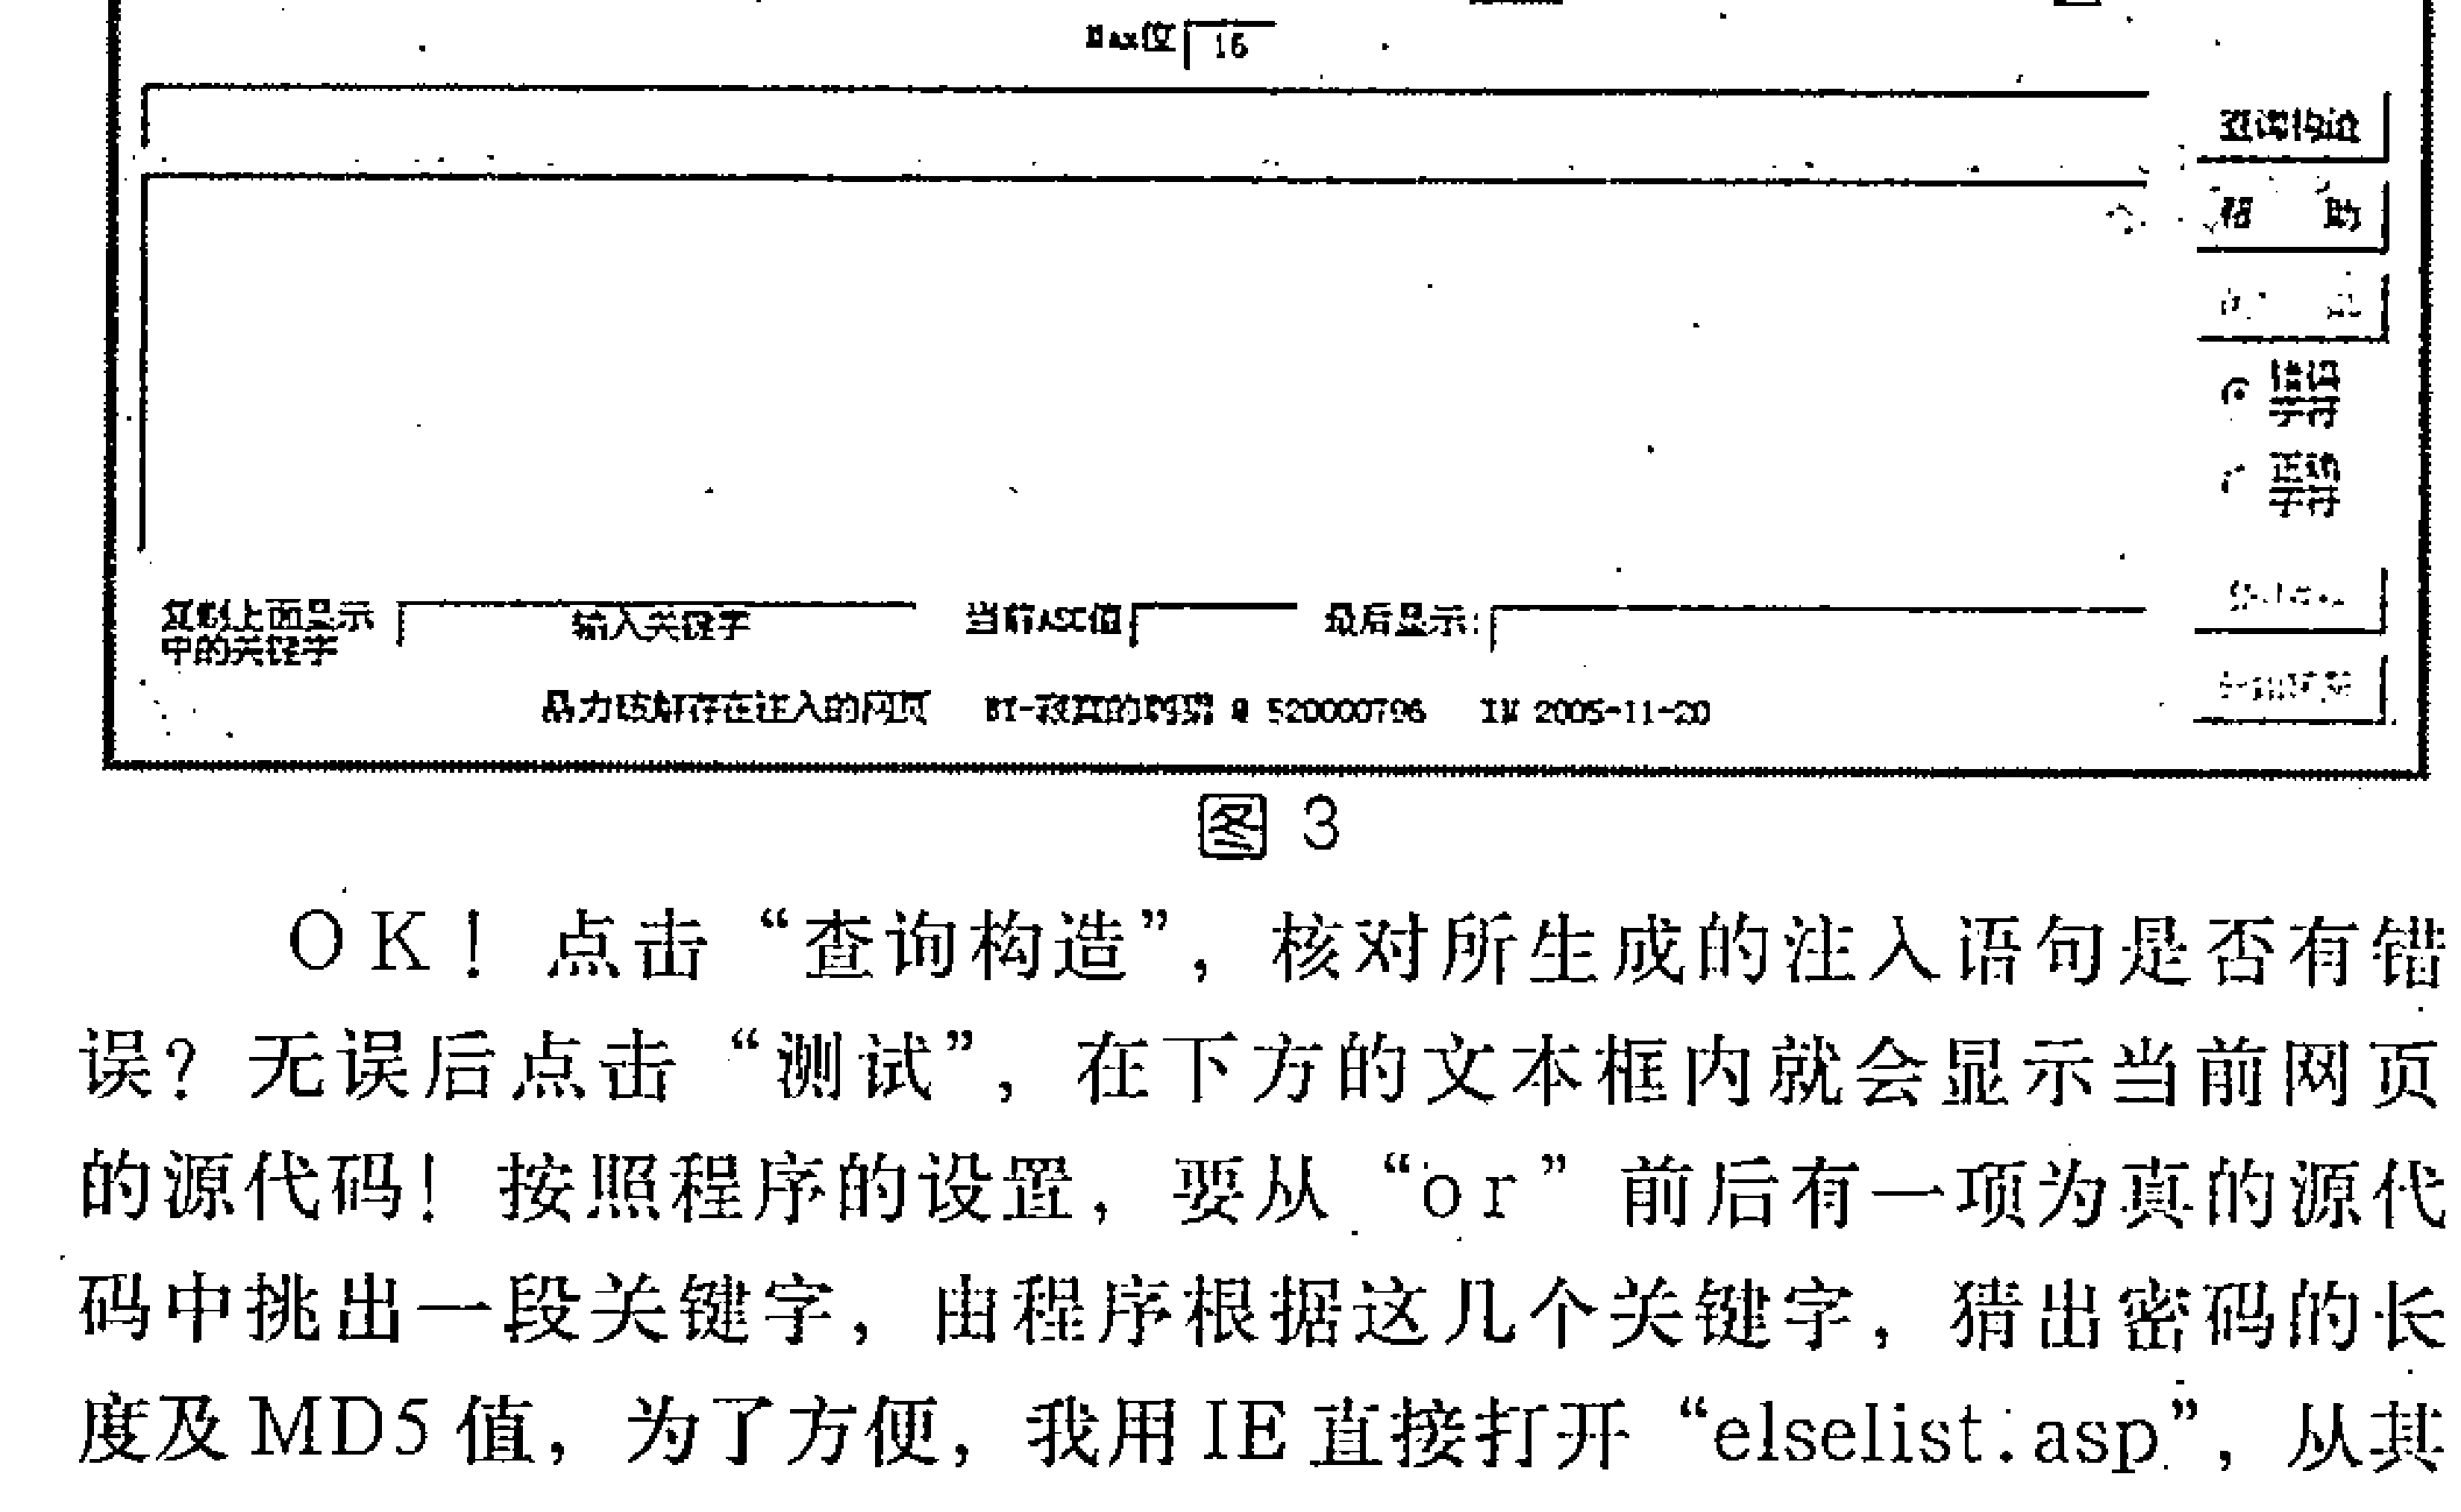 Max位 16
查询构造
错误
字符
正确
字符
复制上面显示
中的关键字
输入关键字
当前ASC值
最后显示:
暴力破解存在注入的网页 Q 520000796 2005-11-20
图 3
OK！点击“查询构造”，核对所生成的注入语句是否有错
误？无误后点击“测试”，在下方的文本框内就会显示当前网页
的源代码！按照程序的设置，要从“or”前后有一项为真的源代
码中挑出一段关键字，由程序根据这几个关键字，猜出密码的长
度及MD5值，为了方便，我用IE直接打开“elselist.asp”，从其